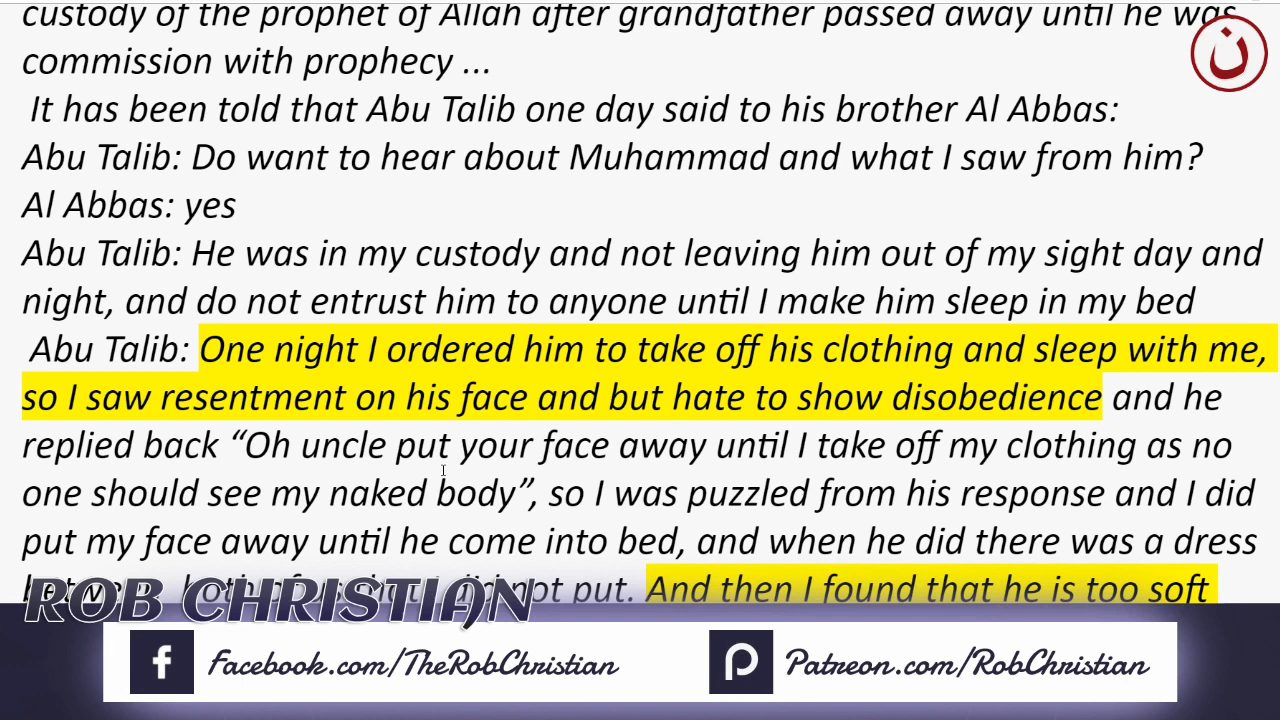 custody of the prophet of Allah after grandfather passed away until he was
commission with prophecy ...
ن
It has been told that Abu Talib one day said to his brother Al Abbas:
Abu Talib: Do want to hear about Muhammad and what I saw from him?
Al Abbas: yes
Abu Talib: He was in my custody and not leaving him out of my sight day and
night, and do not entrust him to anyone until I make him sleep in my bed
Abu Talib: One night I ordered him to take off his clothing and sleep with me,
so I saw resentment on his face and but hate to show disobedience and he
replied back “Oh uncle put your face away until I take off my clothing as no
one should see my naked body”, so I was puzzled from his response and I did
put my face away until he come into bed, and when he did there was a dress
not put. And then I found that he is too soft
ROB CHRISTIAN
f Facebook.com/TheRobChristian
Patreon.com/RobChristian